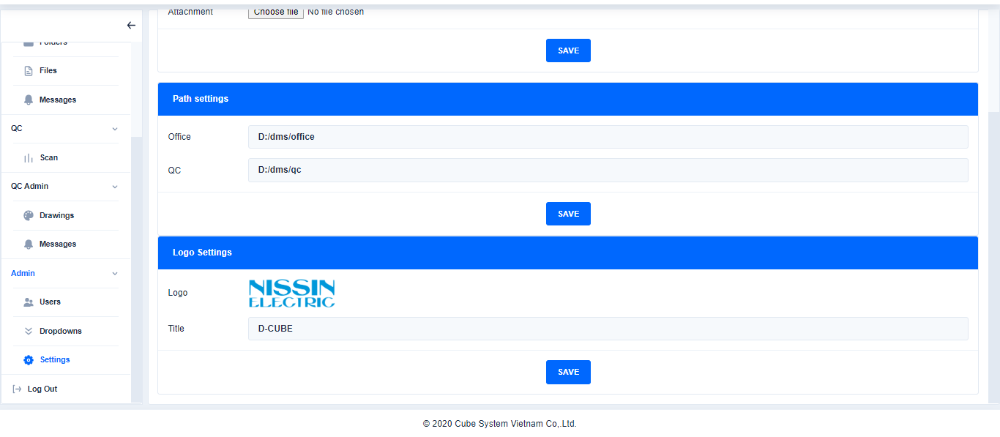 Folders
Files
Messages
QC
Scan
QC Admin
Drawings
Messages
Admin
Users
Dropdowns
Settings
Log Out
Attachment Choose file No file chosen
SAVE
Path settings
Office D:/dms/office
QC D:/dms/qc
SAVE
Logo Settings
Logo NISSIN
ELECTRIC
Title D-CUBE
SAVE
© 2020 Cube System Vietnam Co,.Ltd.